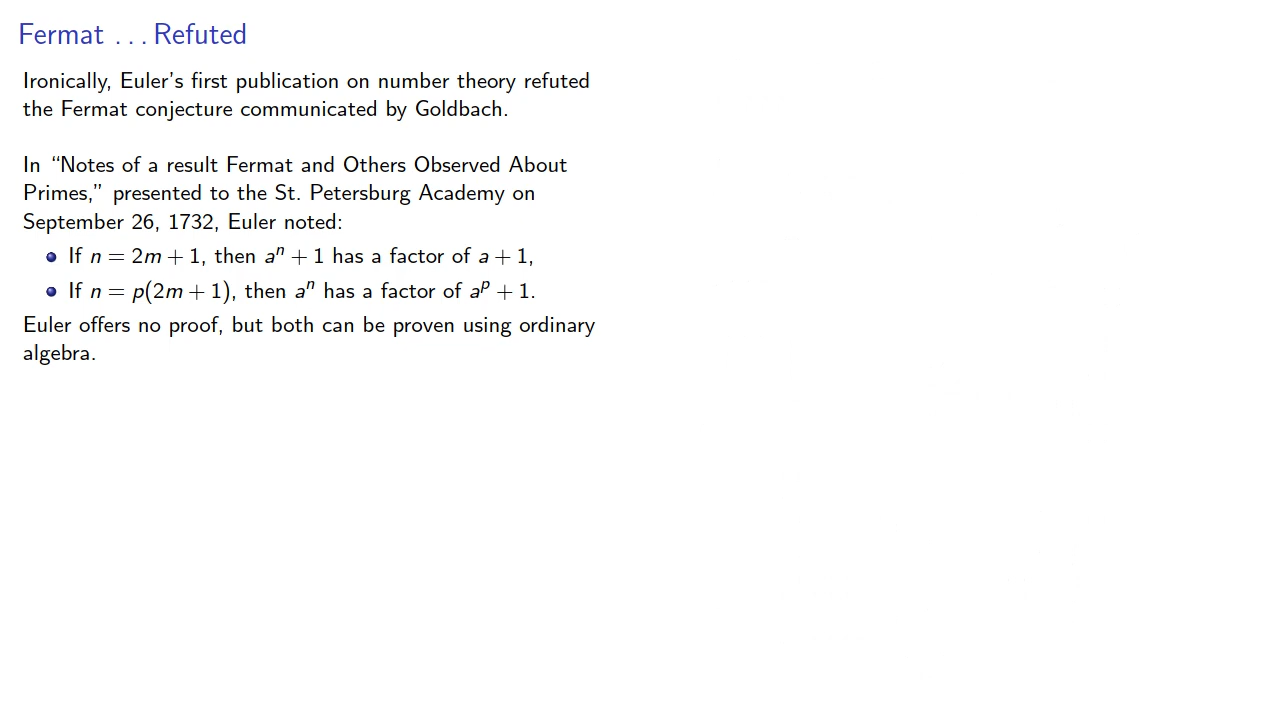 Fermat ... Refuted
Ironically, Euler's first publication on number theory refuted
the Fermat conjecture communicated by Goldbach.
In “Notes of a result Fermat and Others Observed About
Primes,” presented to the St. Petersburg Academy on
September 26, 1732, Euler noted:
If n = 2m + 1, then aⁿ + 1 has a factor of a + 1,
If n = p(2m + 1), then aⁿ has a factor of aᵖ + 1.
Euler offers no proof, but both can be proven using ordinary
algebra.